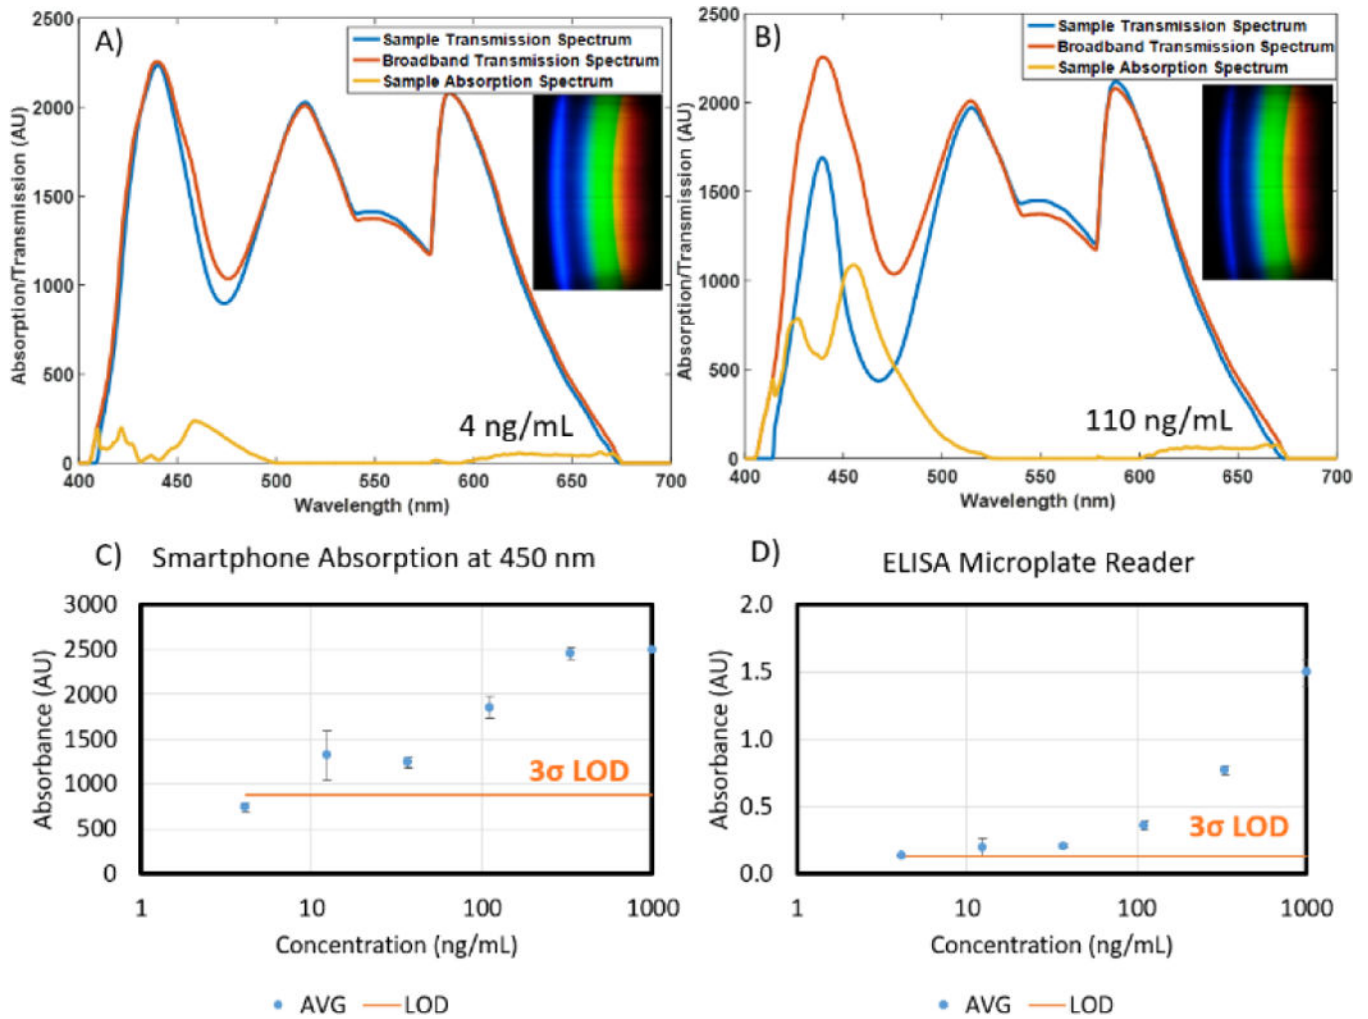 A)
Sample Transmission Spectrum
Broadband Transmission Spectrum
Sample Absorption Spectrum
2500
2000
1500
1000
500
0
Absorption/Transmission (AU)
4 ng/mL
400 450 500 550 600 650 700
Wavelength (nm)
B)
Sample Transmission Spectrum
Broadband Transmission Spectrum
Sample Absorption Spectrum
2500
2000
1500
1000
500
0
Absorption/Transmission (AU)
110 ng/mL
400 450 500 550 600 650 700
Wavelength (nm)
C) Smartphone Absorption at 450 nm
3000
2500
2000
1500
1000
500
0
Absorbance (AU)
3σ LOD
1 10 100 1000
Concentration (ng/mL)
AVG LOD
D) ELISA Microplate Reader
2.0
1.5
1.0
0.5
0.0
Absorbance (AU)
3σ LOD
1 10 100 1000
Concentration (ng/mL)
AVG LOD